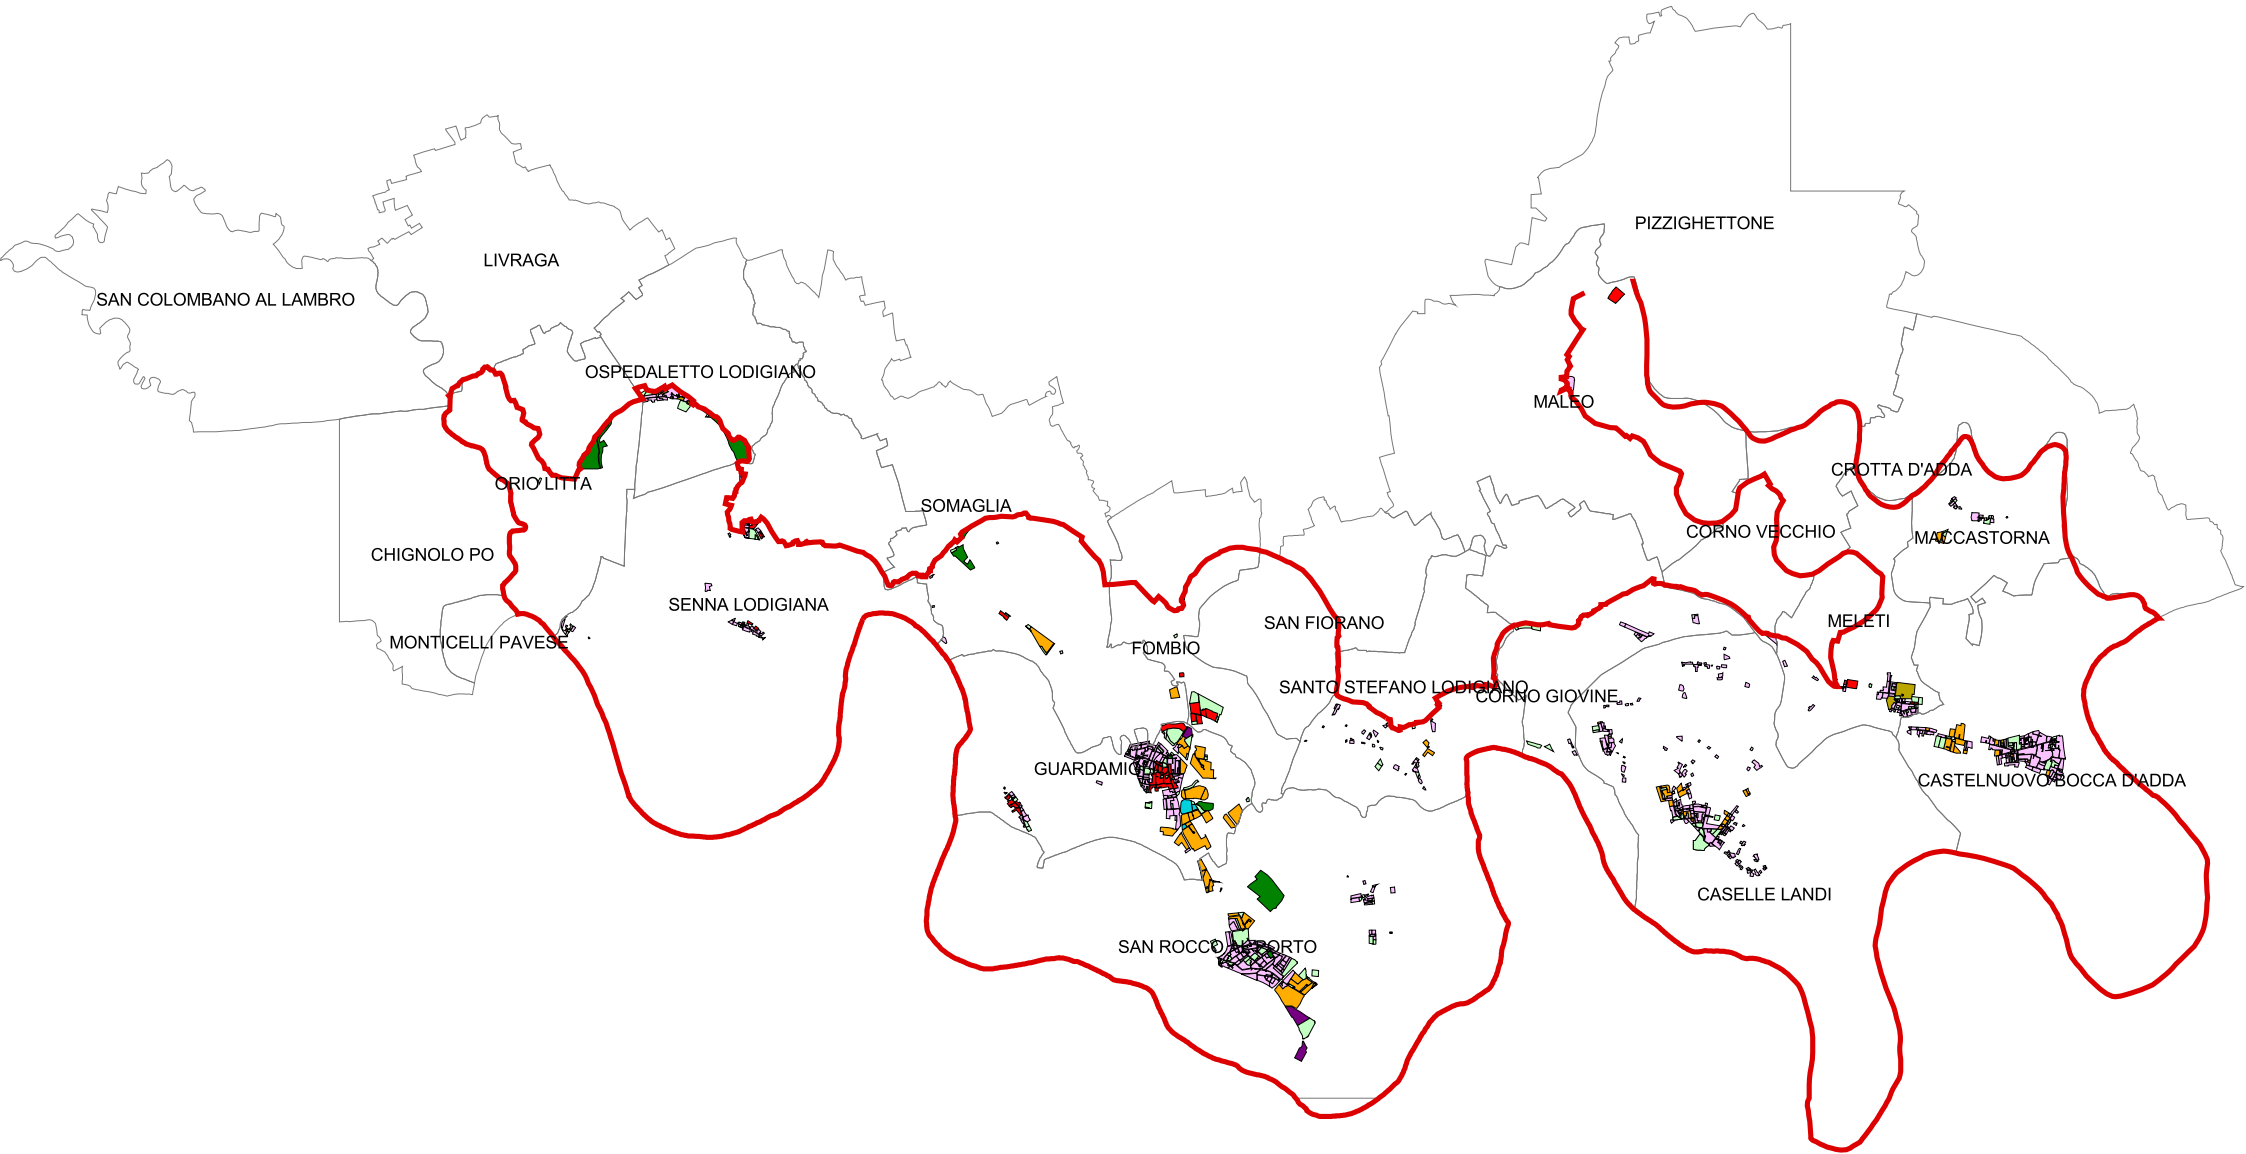 PIZZIGHETTONE
LIVRAGA
SAN COLOMBANO AL LAMBRO
OSPEDALETTO LODIGIANO
MALEO
CROTTA D'ADDA
ORIO LITTA
SOMAGLIA
CORNO VECCHIO
MACCASTORNA
CHIGNOLO PO
SENNA LODIGIANA
SAN FIORANO
MELETI
MONTICELLI PAVESE
FOMBIO
SANTO STEFANO LODIGIANO
CORNO GIOVINE
GUARDAMIGLIO
CASTELNUOVO BOCCA D'ADDA
CASELLE LANDI
SAN ROCCO AL PORTO